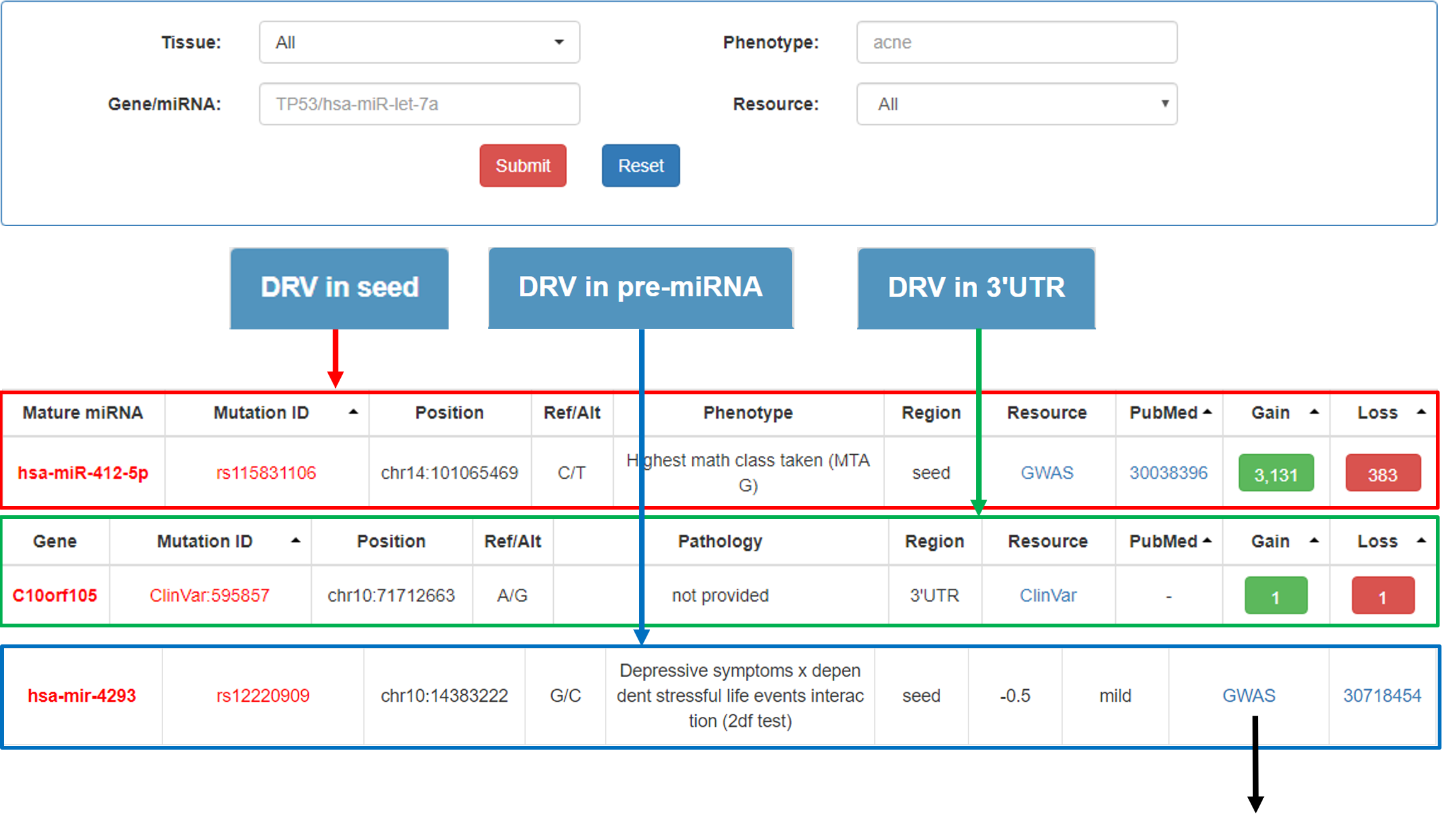 Tissue: All Phenotype: acne
Gene/miRNA: TP53/hsa-miR-let-7a Resource: All
Submit Reset
DRV in seed DRV in pre-miRNA DRV in 3'UTR
Mature miRNA Mutation ID Position Ref/Alt Phenotype Region Resource PubMed Gain Loss
hsa-miR-412-5p rs115831106 chr14:101065469 C/T Highest math class taken (MTA
G) seed GWAS 30038396 3,131 383
Gene Mutation ID Position Ref/Alt Pathology Region Resource PubMed Gain Loss
C10orf105 ClinVar:595857 chr10:71712663 A/G not provided 3'UTR ClinVar - 1 1
hsa-mir-4293 rs12220909 chr10:14383222 G/C Depressive symptoms x depen
dent stressful life events interac
tion (2df test) seed -0.5 mild GWAS 30718454